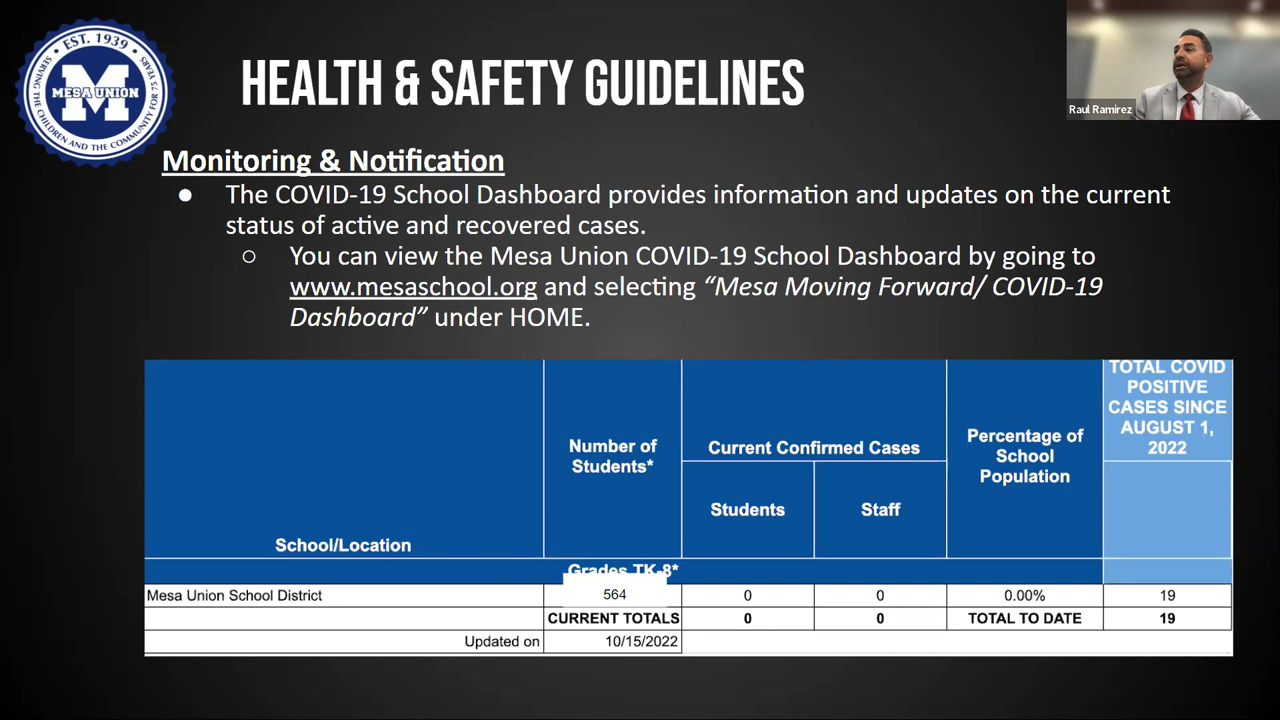 EST. 1939
MESA UNION
M
SERVING THE CHILDREN AND THE COMMUNITY FOR 75 YEARS
HEALTH & SAFETY GUIDELINES
Raul Ramirez
Monitoring & Notification
● The COVID-19 School Dashboard provides information and updates on the current
status of active and recovered cases.
○ You can view the Mesa Union COVID-19 School Dashboard by going to
www.mesaschool.org and selecting “Mesa Moving Forward/ COVID-19
Dashboard” under HOME.
School/Location
Number of
Students*
Current Confirmed Cases
Students
Staff
Percentage of
School
Population
TOTAL COVID
POSITIVE
CASES SINCE
AUGUST 1,
2022
Grades TK-8*
Mesa Union School District 564 0 0 0.00% 19
CURRENT TOTALS 0 0 TOTAL TO DATE 19
Updated on 10/15/2022